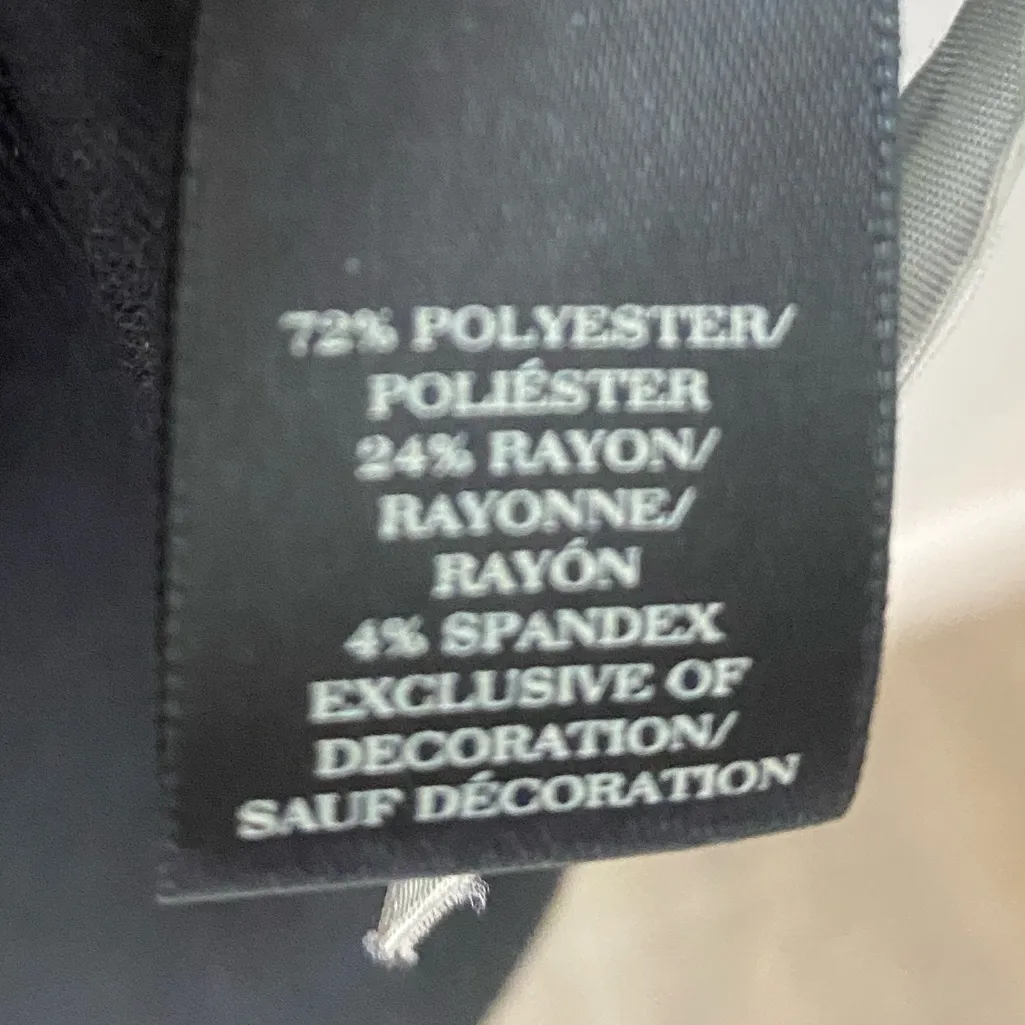 72% POLYESTER/
POLIÉSTER
24% RAYON/
RAYONNE/
RAYÓN
4% SPANDEX
EXCLUSIVE OF
DECORATION/
SAUF DÉCORATION